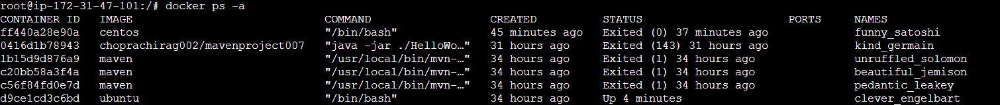 root@ip-172-31-47-101:/# docker ps -a
CONTAINER ID IMAGE COMMAND CREATED STATUS PORTS NAMES
ff440a28e90a centos "/bin/bash" 45 minutes ago Exited (0) 37 minutes ago funny_satoshi
0416d1b78943 choprachirag002/mavenproject007 "java -jar ./HelloWo…" 31 hours ago Exited (143) 31 hours ago kind_germain
1b15d9d876a9 maven "/usr/local/bin/mvn-…" 34 hours ago Exited (1) 34 hours ago unruffled_solomon
c20bb58a3f4a maven "/usr/local/bin/mvn-…" 34 hours ago Exited (1) 34 hours ago beautiful_jemison
c56f84fd0e7d maven "/usr/local/bin/mvn-…" 34 hours ago Exited (1) 34 hours ago pedantic_leakey
d9ce1cd3c6bd ubuntu "/bin/bash" 34 hours ago Up 4 minutes clever_engelbart